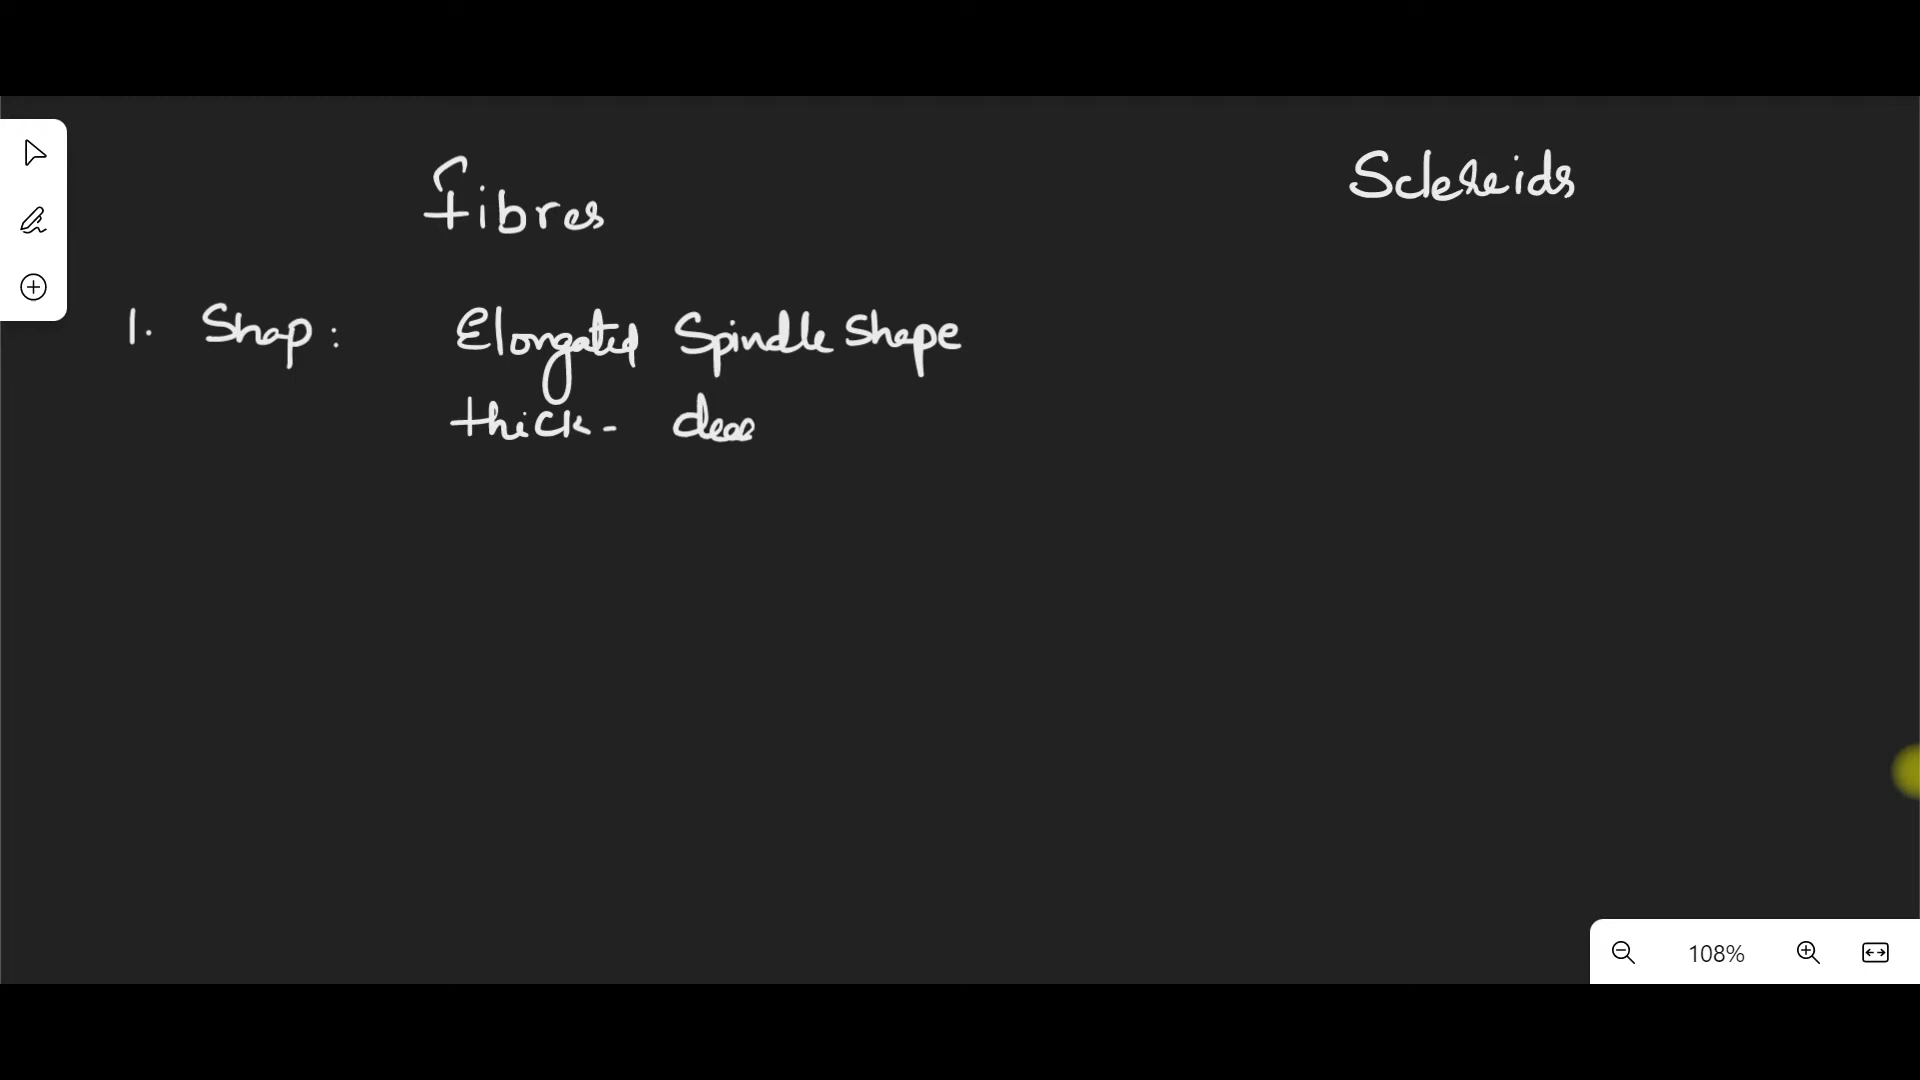 Fibres
Sclereids
1. Shap: Elongated Spindle Shape
thick -
108%